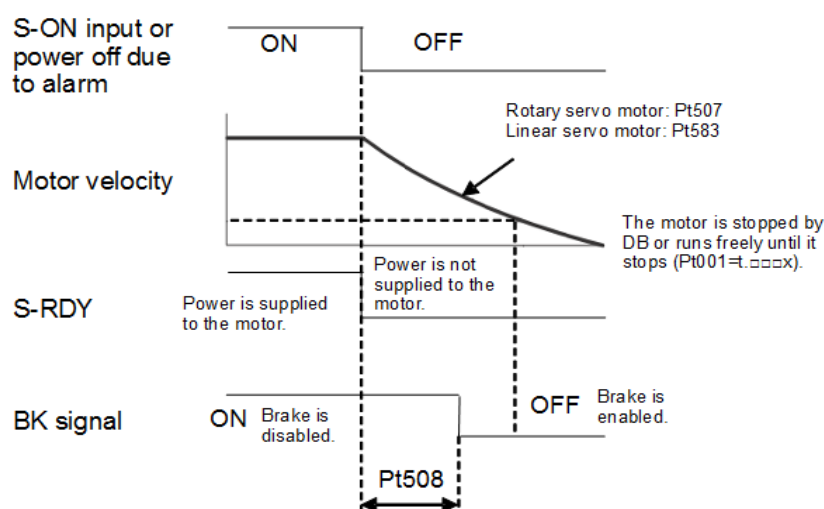 S-ON input or
power off due
to alarm
ON
OFF
Rotary servo motor: Pt507
Linear servo motor: Pt583
Motor velocity
The motor is stopped by
DB or runs freely until it
stops (Pt001=t.□□□x).
S-RDY
Power is supplied
to the motor.
Power is not
supplied to the
motor.
BK signal
ON
Brake is
disabled.
OFF
Brake is
enabled.
Pt508